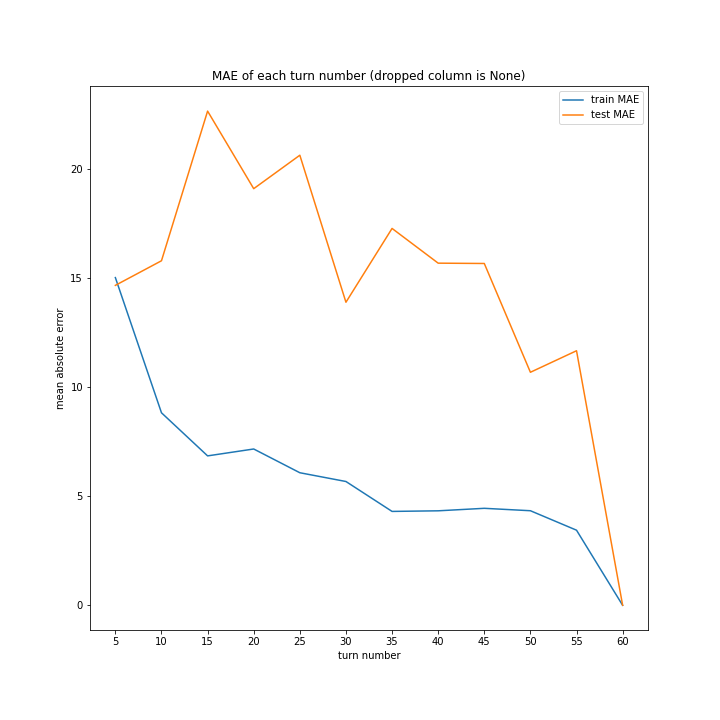 MAE of each turn number (dropped column is None)
train MAE
test MAE
mean absolute error
20
15
10
5
0
5 10 15 20 25 30 35 40 45 50 55 60
turn number